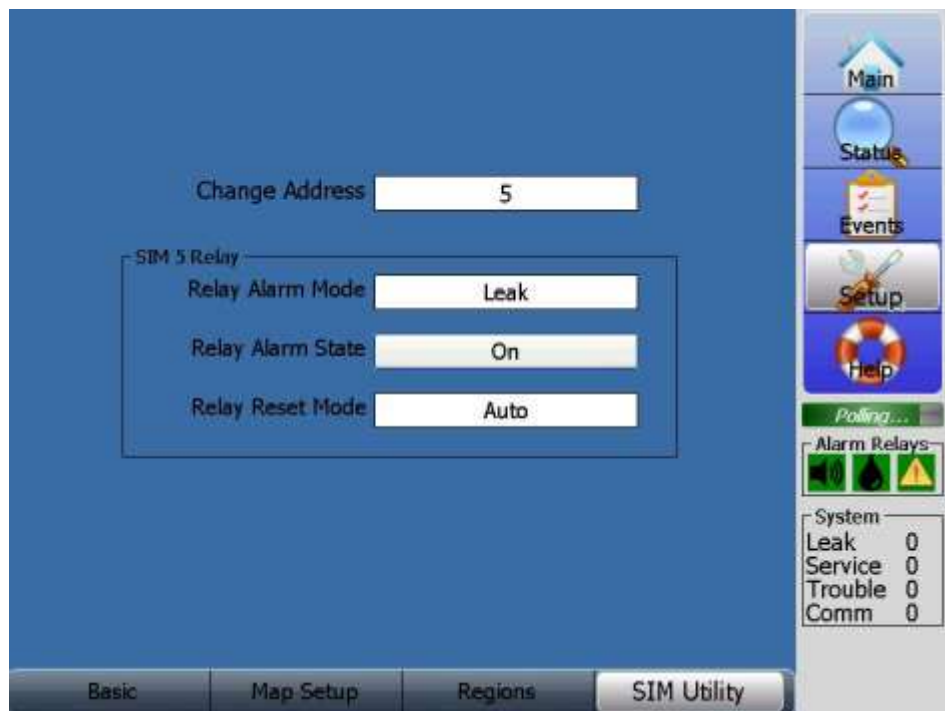 Change Address 5
SIM 5 Relay
Relay Alarm Mode Leak
Relay Alarm State On
Relay Reset Mode Auto
Main
Status
Events
Setup
Help
Polling...
Alarm Relays
System
Leak 0
Service 0
Trouble 0
Comm 0
Basic Map Setup Regions SIM Utility